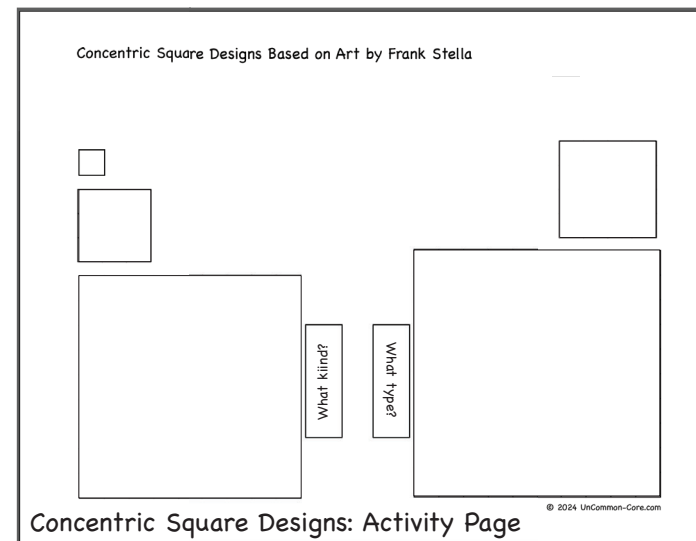 Concentric Square Designs Based on Art by Frank Stella
What kiind?
What type?
© 2024 UnCommon-Core.com
Concentric Square Designs: Activity Page